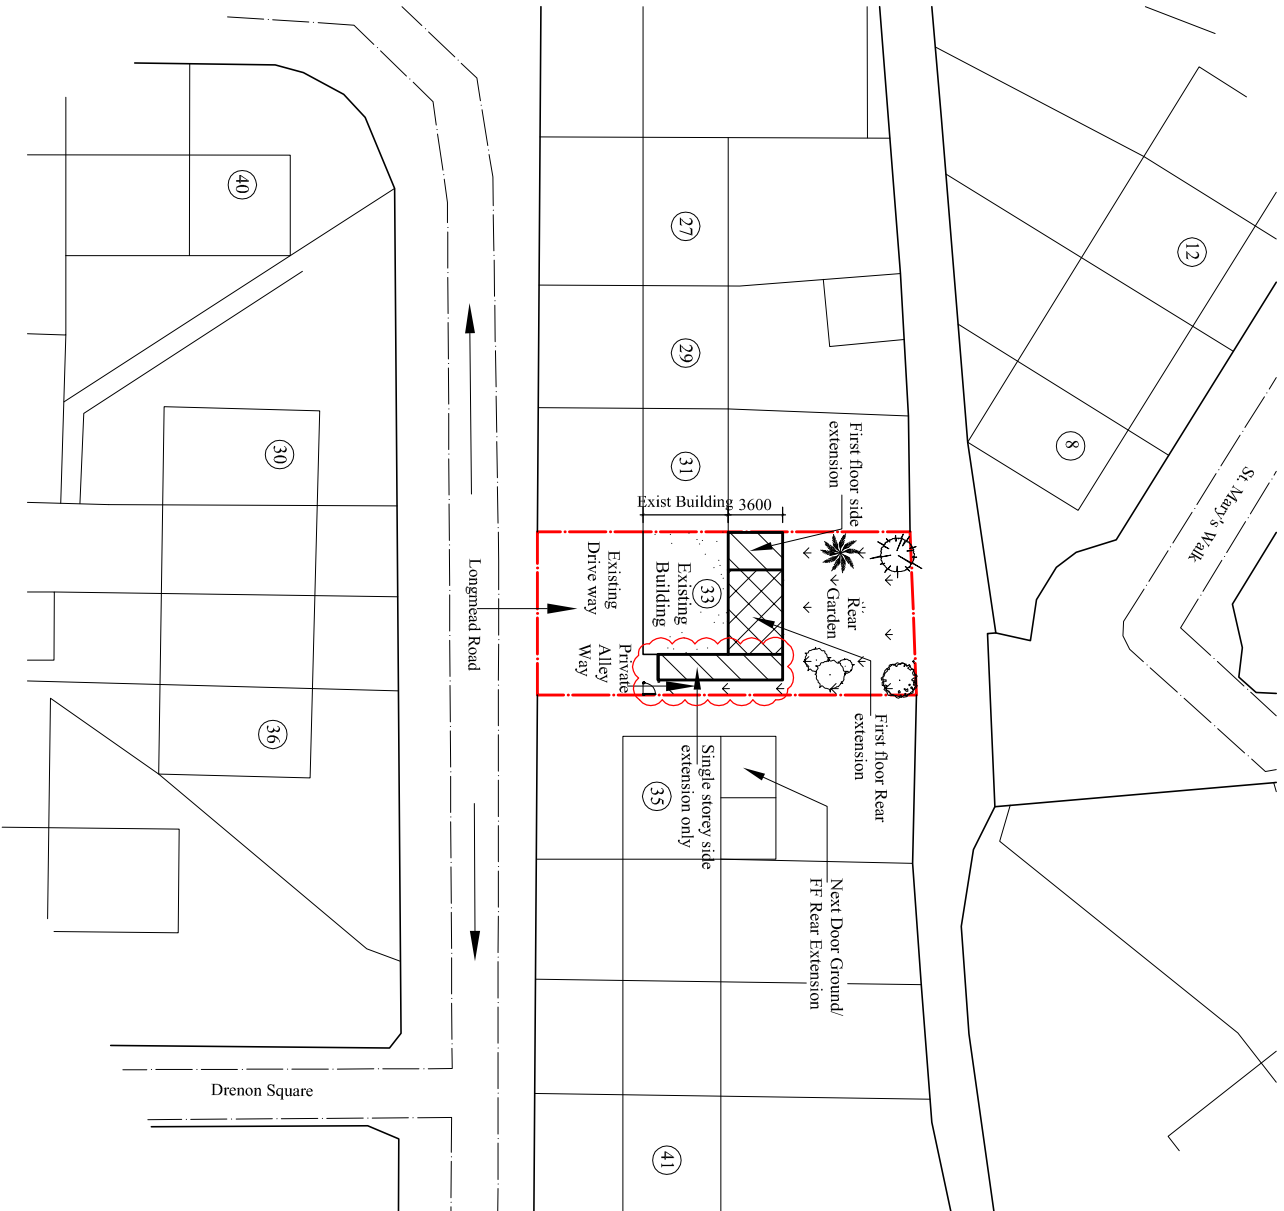 40
27
12
29
8
30
31
First floor side
extension
St. Mary's Walk
Exist Building
3600
Existing
Drive way
Existing
Building
33
Rear
Garden
Longmead Road
Private
Alley
Way
36
35
Single storey side
extension only
First floor Rear
extension
Next Door Ground/
FF Rear Extension
Drenon Square
41